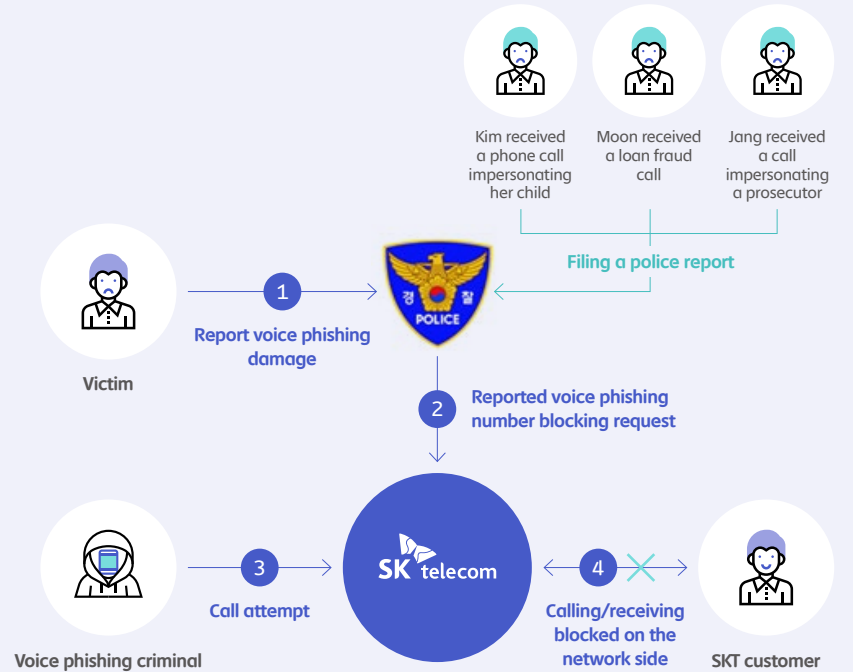 Kim received
a phone call
impersonating
her child
Moon received
a loan fraud
call
Jang received
a call
impersonating
a prosecutor
Filing a police report
경 찰
POLICE
1
Report voice phishing
damage
Victim
2
Reported voice phishing
number blocking request
3
Call attempt
Voice phishing criminal
SK telecom
4
Calling/receiving
blocked on the
network side
SKT customer